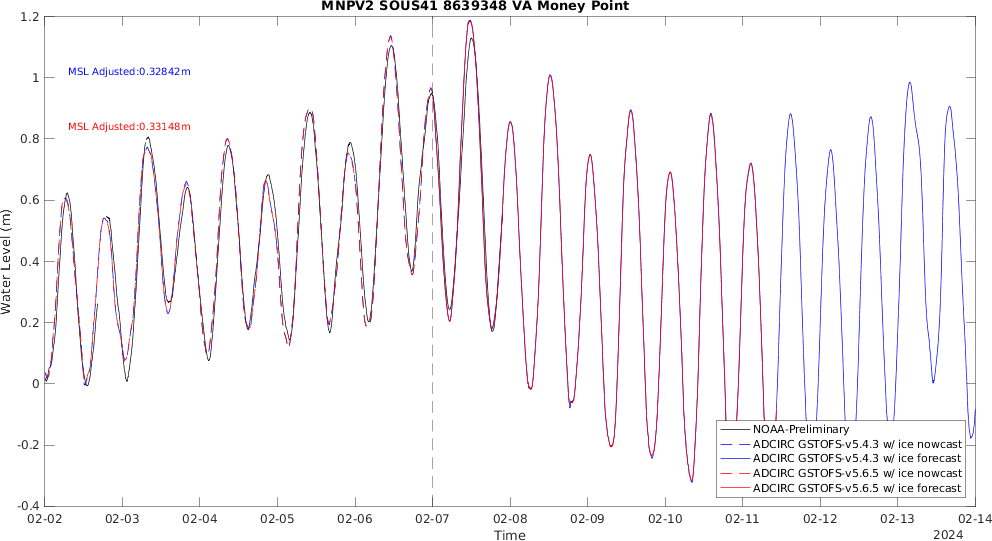 MNPV2 SOUS41 8639348 VA Money Point
1.2
1
0.8
0.6
0.4
0.2
0
-0.2
-0.4
Water Level (m)
MSL Adjusted:0.32842m
MSL Adjusted:0.33148m
NOAA-Preliminary
ADCIRC GSTOFS-v5.4.3 w/ ice nowcast
ADCIRC GSTOFS-v5.4.3 w/ ice forecast
ADCIRC GSTOFS-v5.6.5 w/ ice nowcast
ADCIRC GSTOFS-v5.6.5 w/ ice forecast
02-02 02-03 02-04 02-05 02-06 02-07 02-08 02-09 02-10 02-11 02-12 02-13 02-14
Time
2024